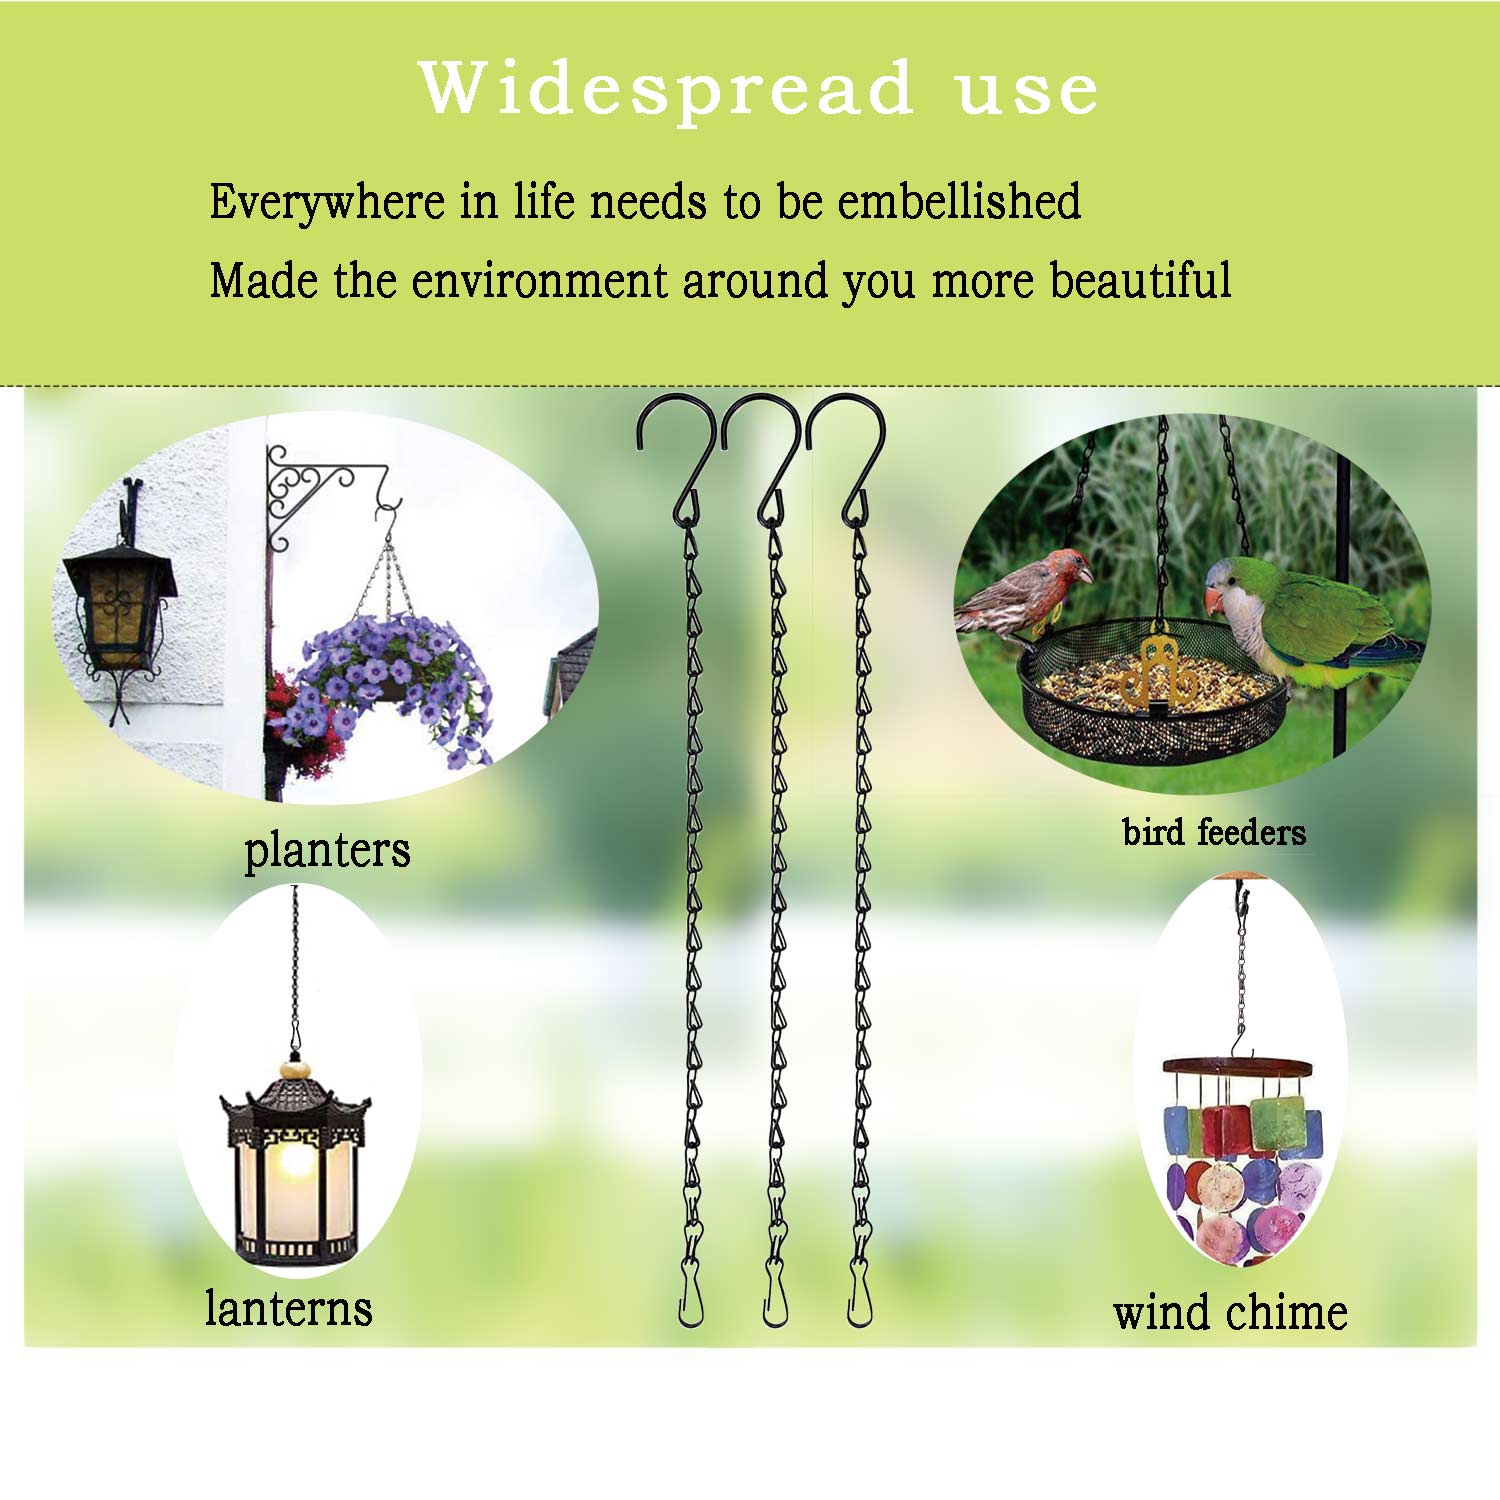 Widespread use
Everywhere in life needs to be embellished
Made the environment around you more beautiful
planters
bird feeders
lanterns
wind chime